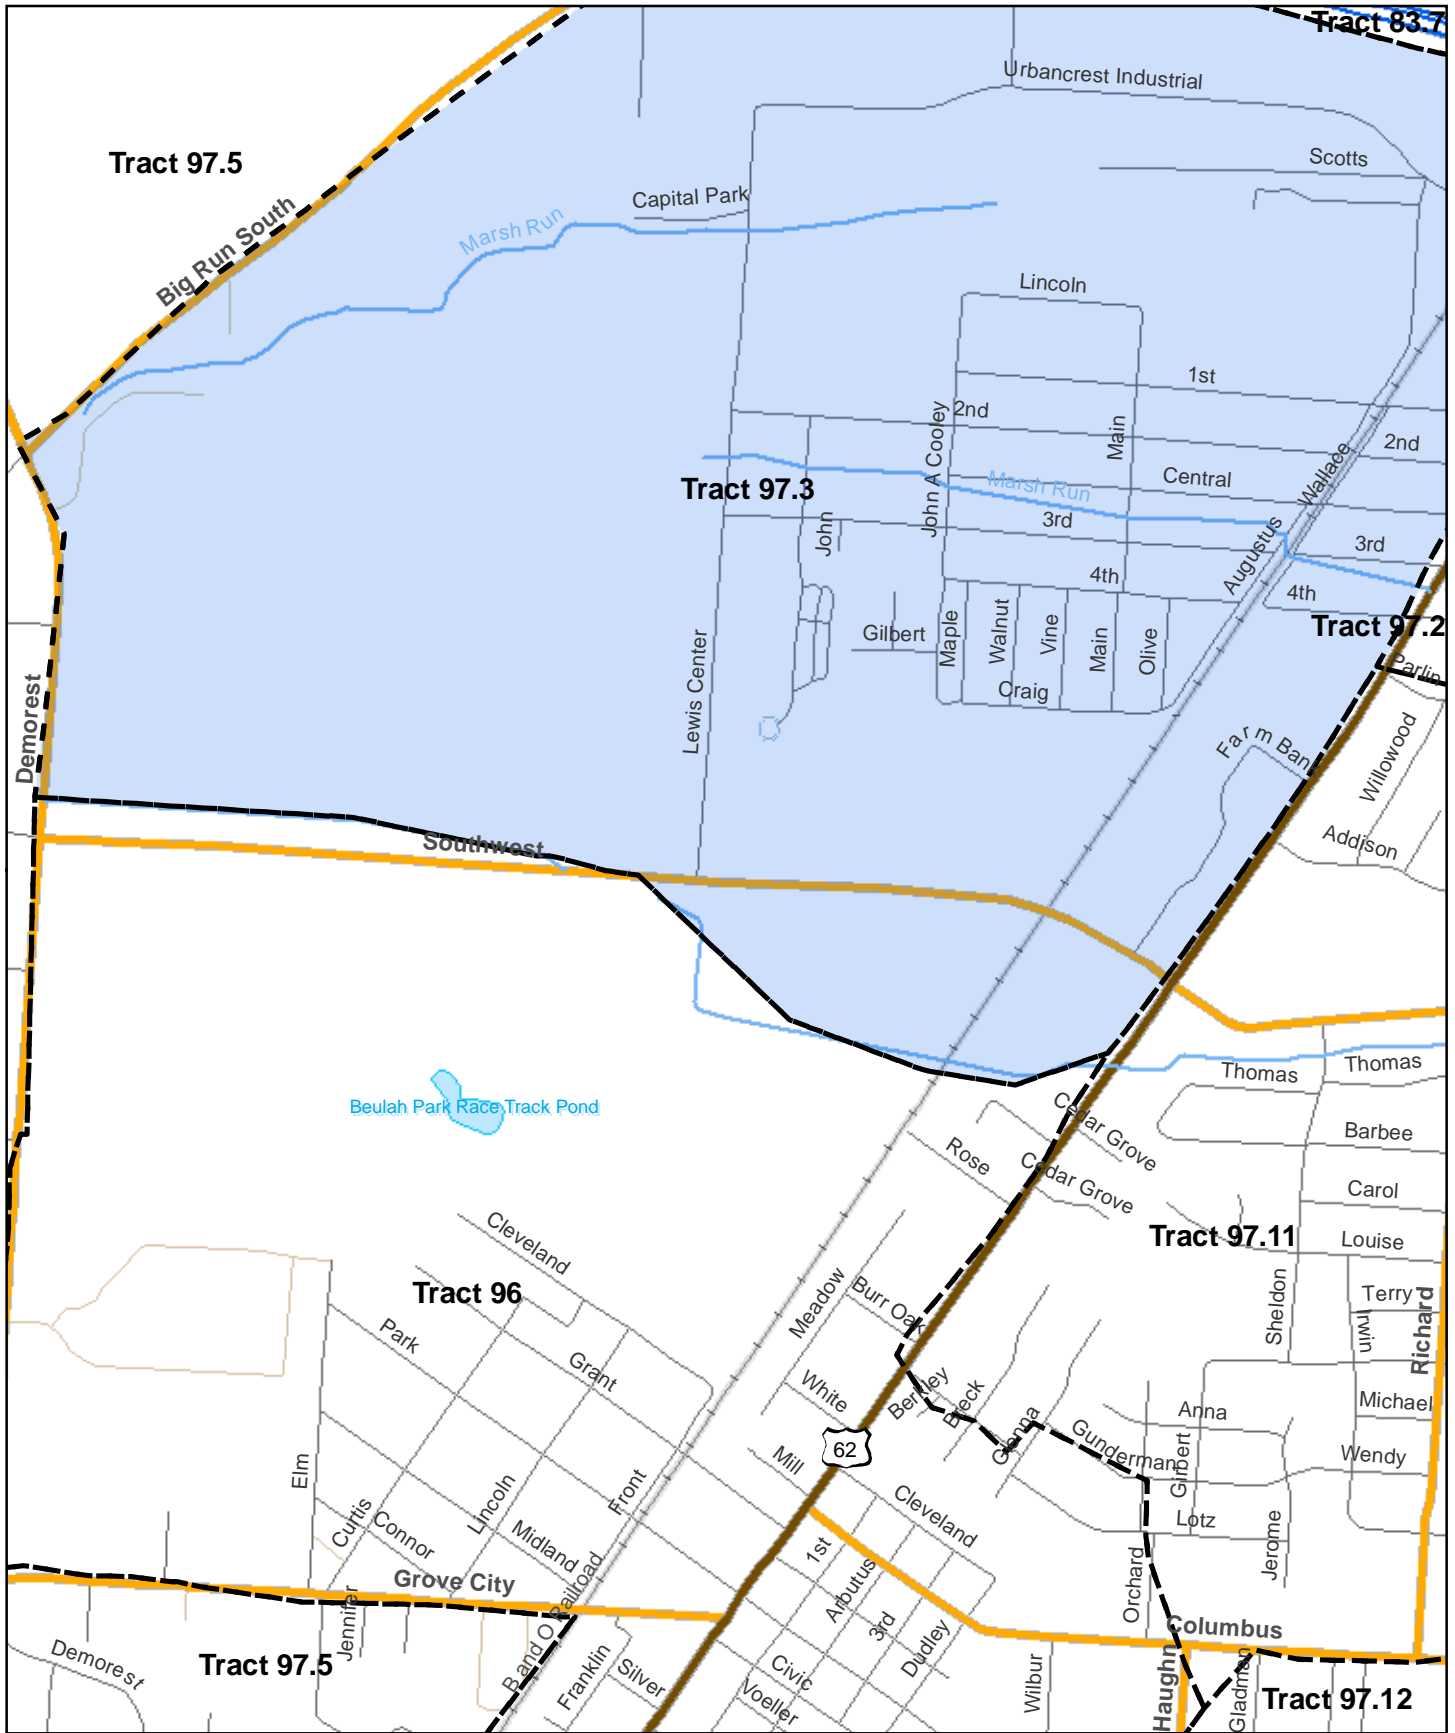 Tract 83.7
Urbancrest Industrial
Scotts
Tract 97.5
Capital Park
Marsh Run
Big Run South
Lincoln
1st
2nd
John A Cooley
Main
2nd
Wallace
Central
Tract 97.3
Marsh Run
3rd
John
Augustus
3rd
4th
4th
Tract 97.2
Gilbert
Maple
Walnut
Vine
Main
Olive
Parlin
Craig
Lewis Center
Demorest
Farm Ban
Willowood
Addison
Southwest
Thomas
Thomas
Beulah Park Race Track Pond
Cedar Grove
Barbee
Rose
Cedar Grove
Carol
Cleveland
Tract 97.11
Louise
Tract 96
Meadow
Burr Oak
Sheldon
Terry
Irwin
Richard
Park
Grant
White
Berkley
Breck
Glenna
Gunderman
Anna
Michael
62
Wendy
Gilbert
Mill
Elm
Lincoln
Front
Cleveland
Curtis
Connor
Midland
1st
Lotz
Jerome
Arbutus
Orchard
Grove City
B and O Railroad
3rd
Dudley
Columbus
Jennifer
Demorest
Tract 97.5
Franklin
Silver
Civic
Voeller
Wilbur
Haughn
Gladman
Tract 97.12